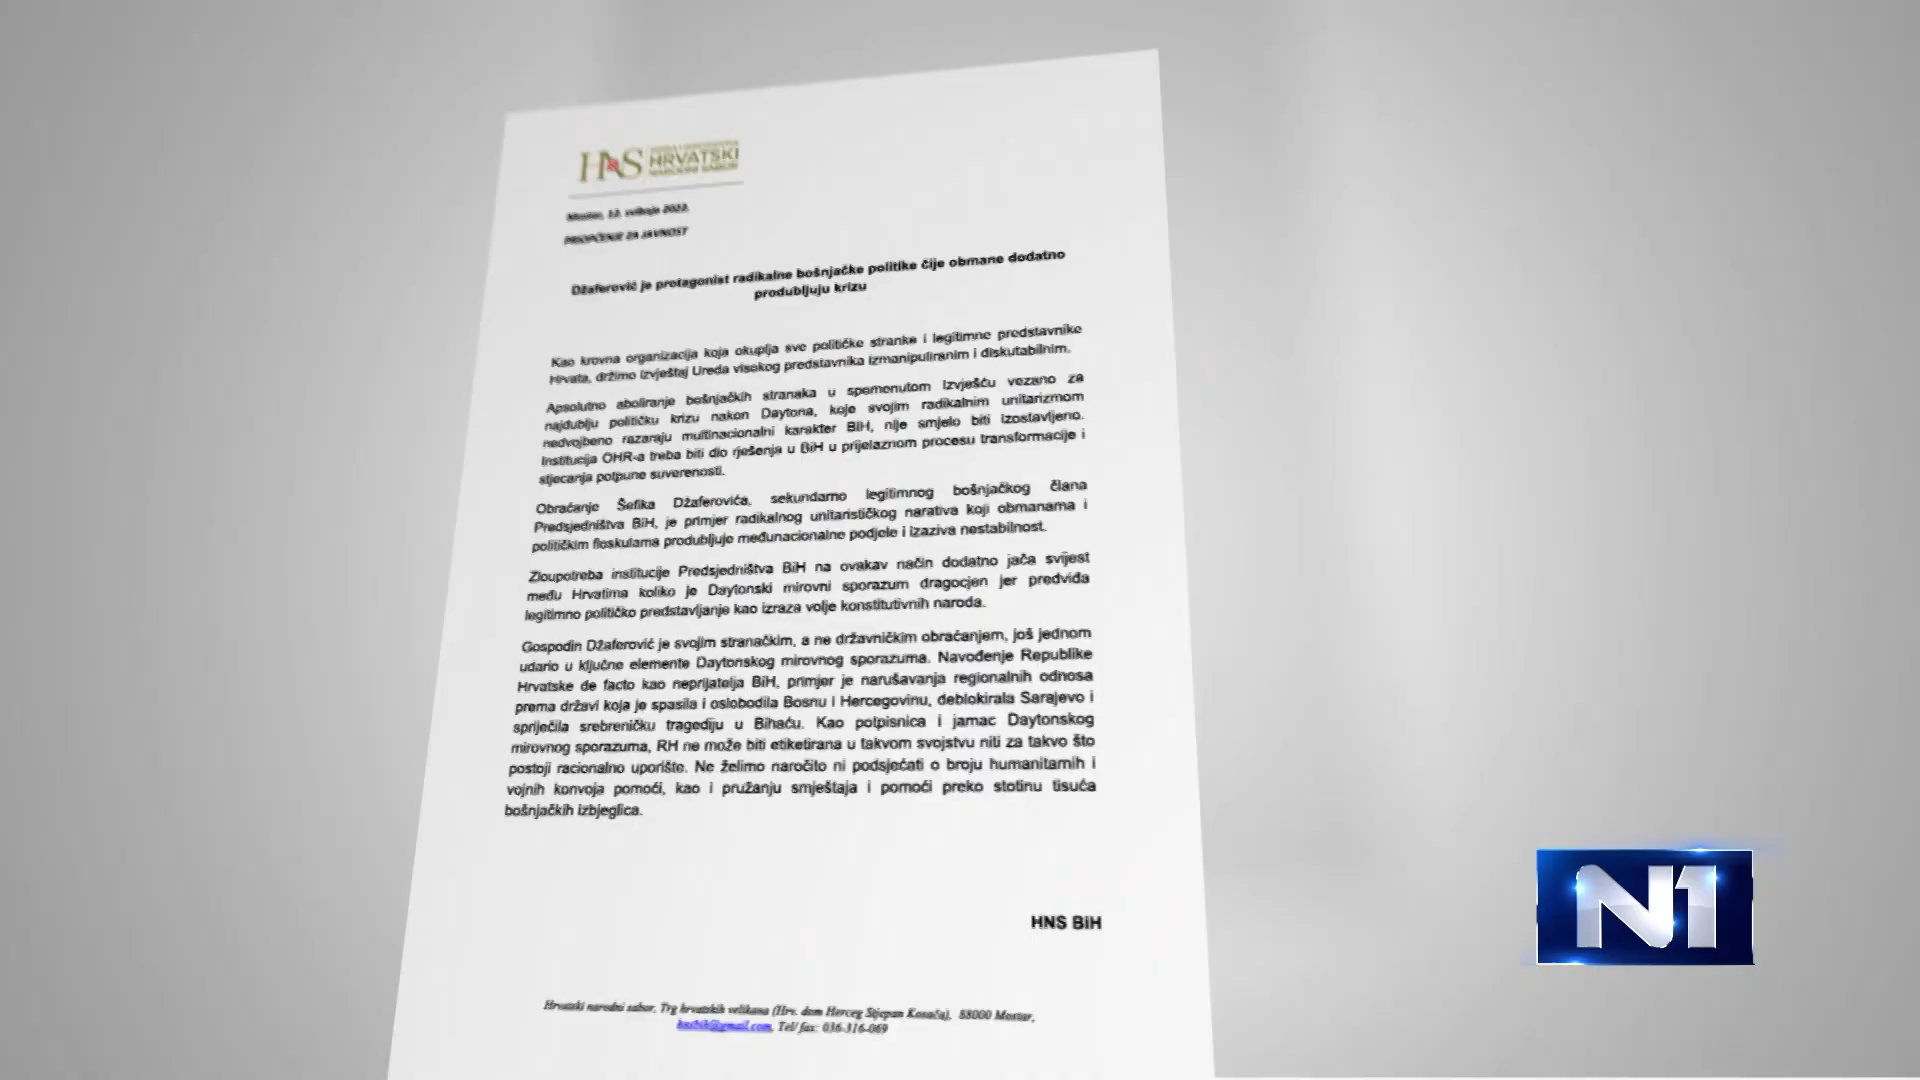 HNS HRVATSKI
NARODNI SABOR
Mostar, 12. svibnja 2022.
PRIOPĆENJE ZA JAVNOST
Džaferović je protagonist radikalne bošnjačke politike čije obmane dodatno
produbljuju krizu
Kao krovna organizacija koja okuplja sve političke stranke i legitimne predstavnike
Hrvata, držimo izvještaj Ureda visokog predstavnika izmanipuliranim i diskutabilnim.
Apsolutno aboliranje bošnjačkih stranaka u spomenutom Izvješću vezano za
najdublju političku krizu nakon Daytona, koje svojim radikalnim unitarizmom
nedvojbeno razaraju multinacionalni karakter BiH, nije smjelo biti izostavljeno.
Institucija OHR-a treba biti dio rješenja u BiH u prijelaznom procesu transformacije i
stjecanja potpune suverenosti.
Obraćanje Šefika Džaferovića, sekundarno legitimnog bošnjačkog člana
Predsjedništva BiH, je primjer radikalnog unitarističkog narativa koji obmanama i
političkim floskulama produbljuje međunacionalne podjele i izaziva nestabilnost.
Zloupotreba institucije Predsjedništva BiH na ovakav način dodatno jača svijest
među Hrvatima koliko je Daytonski mirovni sporazum dragocjen jer predviđa
legitimno političko predstavljanje kao izraza volje konstitutivnih naroda.
Gospodin Džaferović je svojim stranačkim, a ne državničkim obraćanjem, još jednom
udario u ključne elemente Daytonskog mirovnog sporazuma. Navođenje Republike
Hrvatske de facto kao neprijatelja BiH, primjer je narušavanja regionalnih odnosa
prema državi koja je spasila i oslobodila Bosnu i Hercegovinu, deblokirala Sarajevo i
spriječila srebreničku tragediju u Bihaću. Kao potpisnica i jamac Daytonskog
mirovnog sporazuma, RH ne može biti etiketirana u takvom svojstvu niti za takvo što
postoji racionalno uporište. Ne želimo naročito ni podsjećati o broju humanitarnih i
vojnih konvoja pomoći, kao i pružanju smještaja i pomoći preko stotinu tisuća
bošnjačkih izbjeglica.
HNS BiH
Hrvatski narodni sabor, Trg hrvatskih velikana (Hrv. dom Herceg Stjepan Kosača), 88000 Mostar,
hnsbih@gmail.com, Tel/ fax: 036-316-069
N1